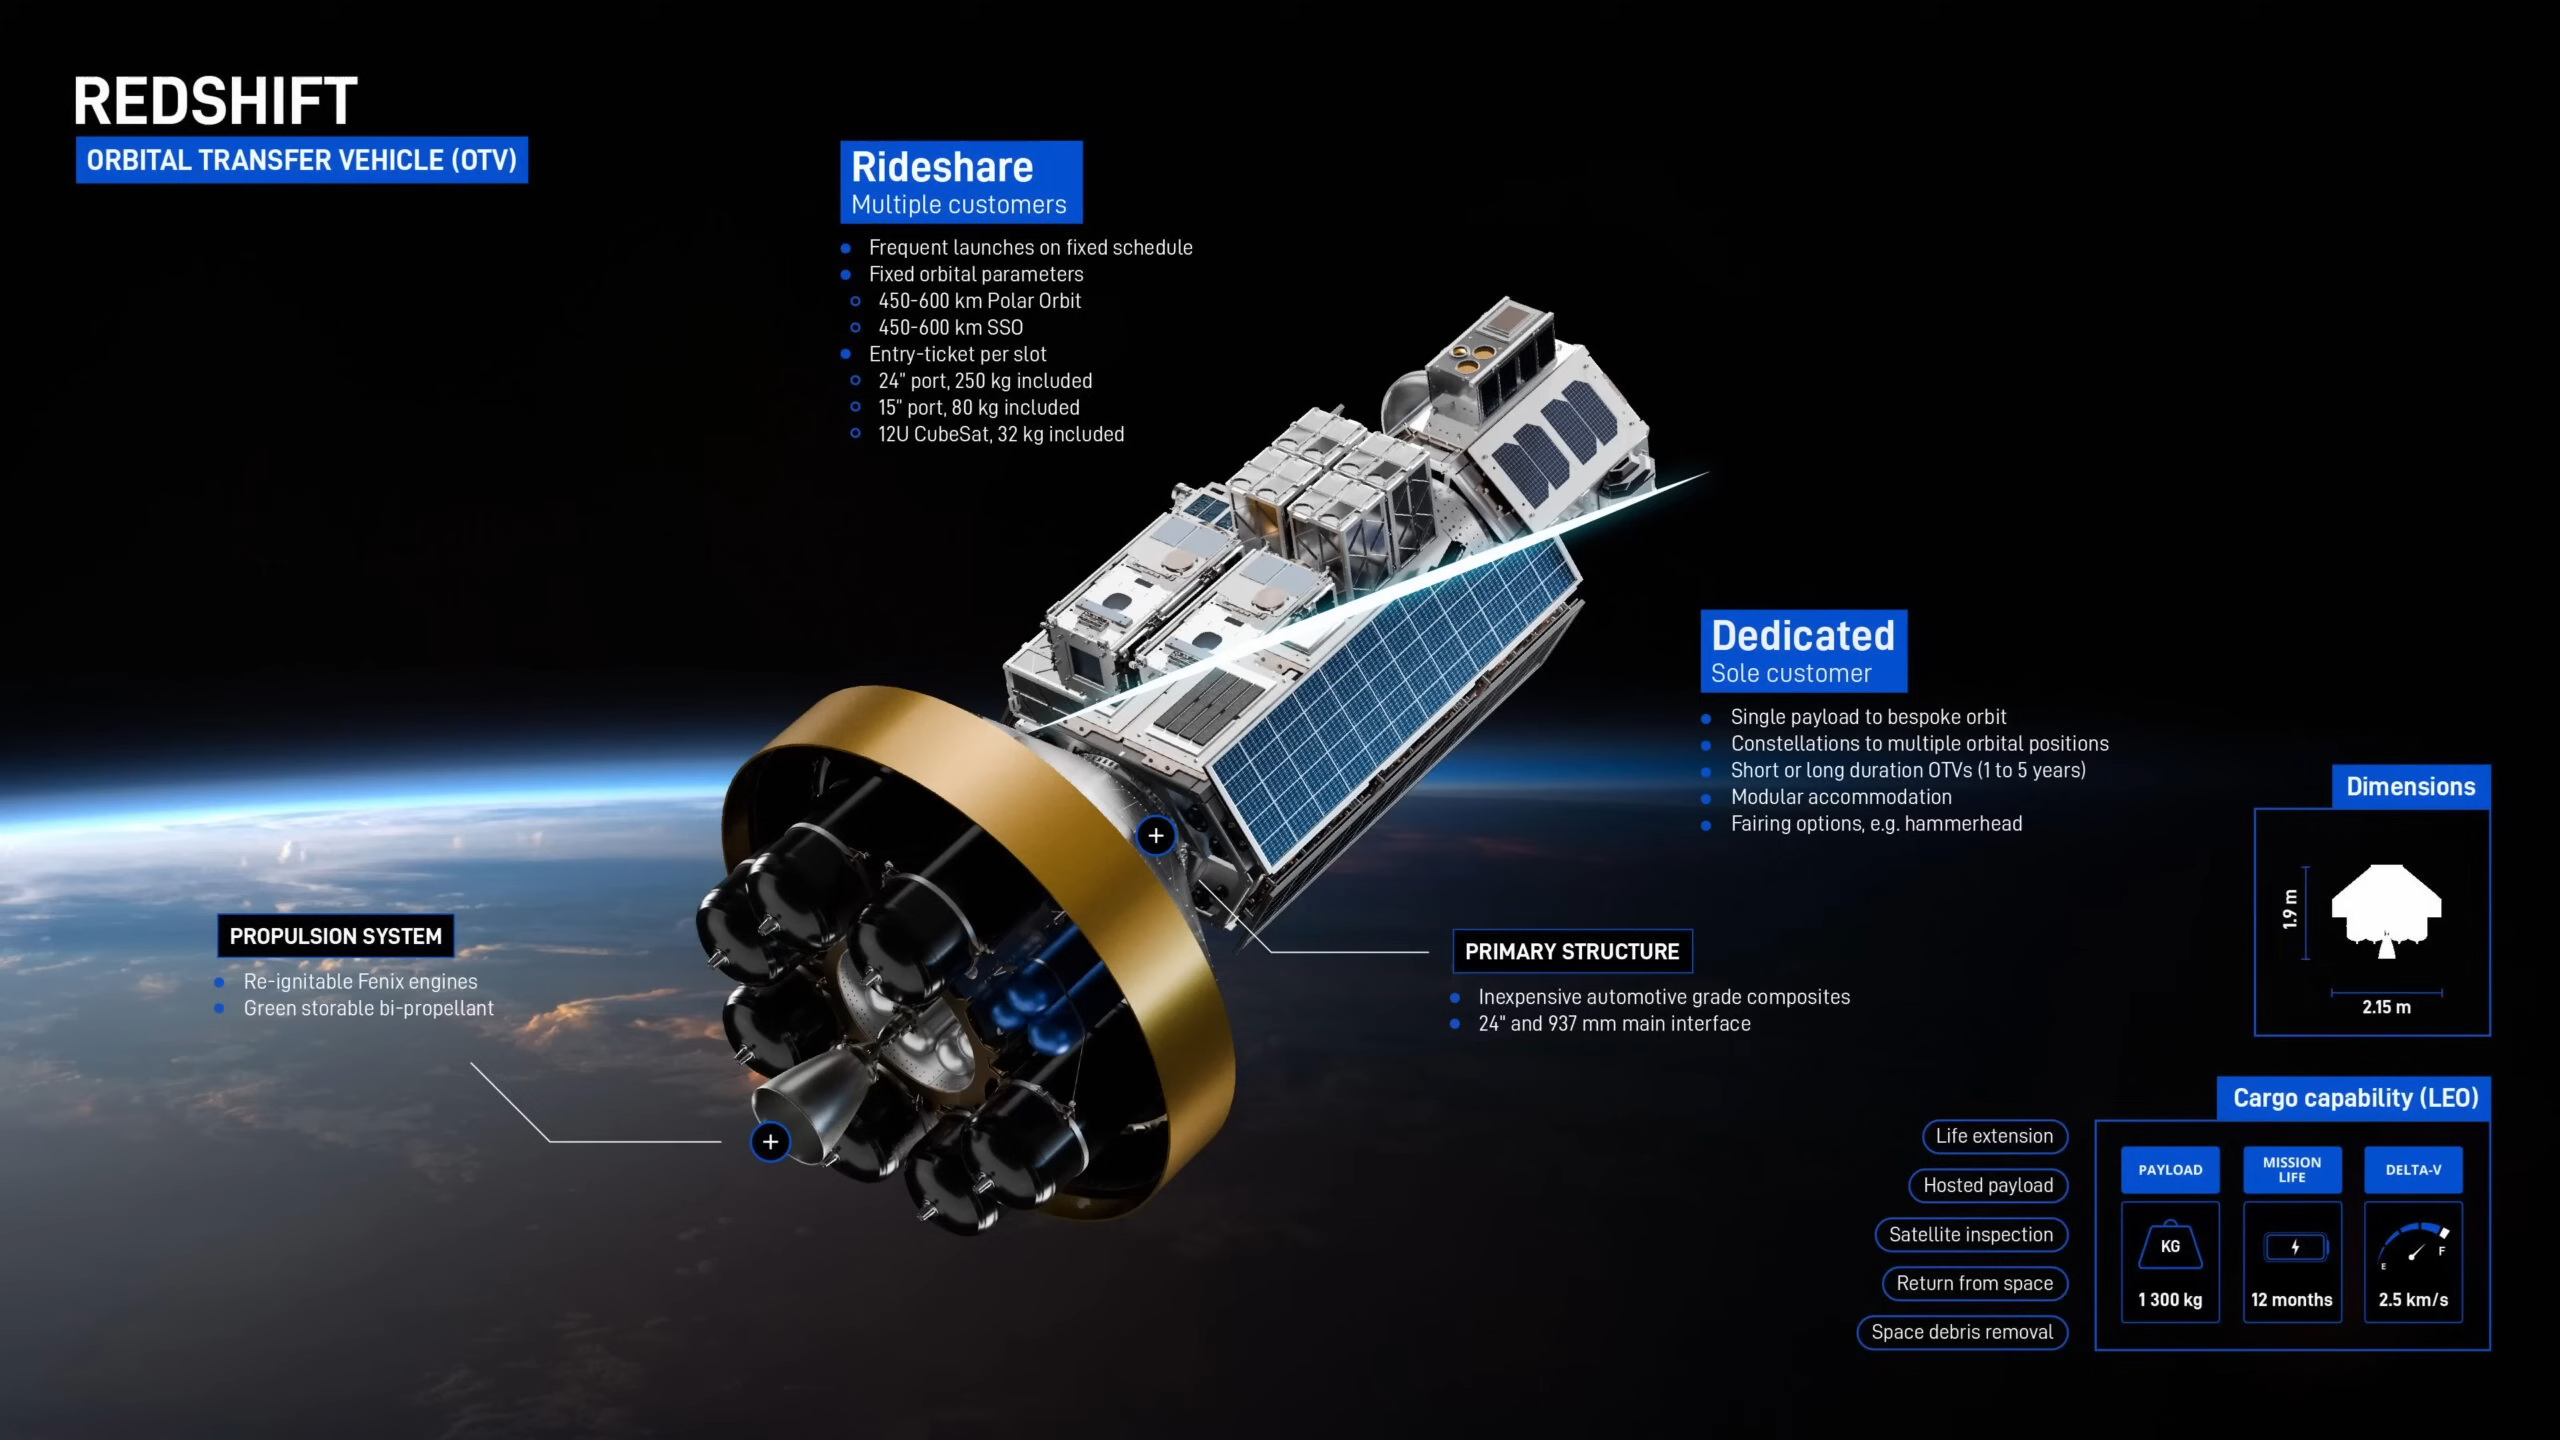 REDSHIFT
ORBITAL TRANSFER VEHICLE (OTV)
Rideshare
Multiple customers
Frequent launches on fixed schedule
Fixed orbital parameters
450-600 km Polar Orbit
450-600 km SSO
Entry-ticket per slot
24” port, 250 kg included
15” port, 80 kg included
12U CubeSat, 32 kg included
Dedicated
Sole customer
Single payload to bespoke orbit
Constellations to multiple orbital positions
Short or long duration OTVs (1 to 5 years)
Modular accommodation
Fairing options, e.g. hammerhead
PROPULSION SYSTEM
Re-ignitable Fenix engines
Green storable bi-propellant
PRIMARY STRUCTURE
Inexpensive automotive grade composites
24" and 937 mm main interface
Dimensions
1.9 m
2.15 m
Life extension
Hosted payload
Satellite inspection
Return from space
Space debris removal
Cargo capability (LEO)
PAYLOAD
KG
1 300 kg
MISSION
LIFE
12 months
DELTA-V
E
F
2.5 km/s